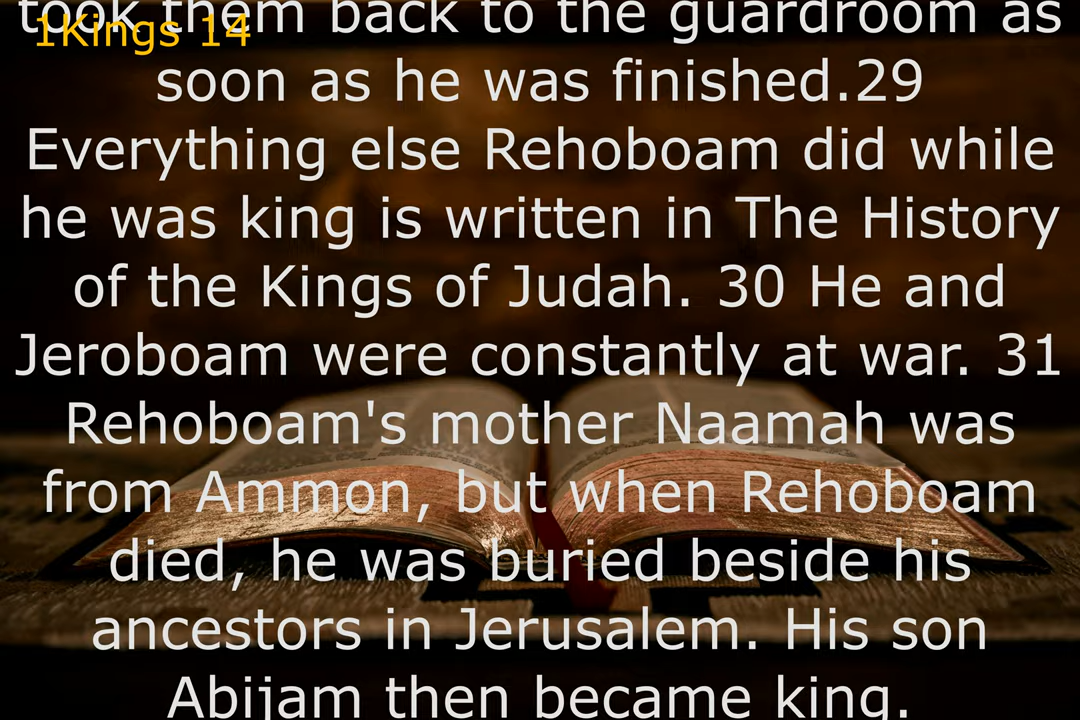 took them back to the guardroom as
1Kings 14
soon as he was finished.29
Everything else Rehoboam did while
he was king is written in The History
of the Kings of Judah. 30 He and
Jeroboam were constantly at war. 31
Rehoboam's mother Naamah was
from Ammon, but when Rehoboam
died, he was buried beside his
ancestors in Jerusalem. His son
Abijam then became king.